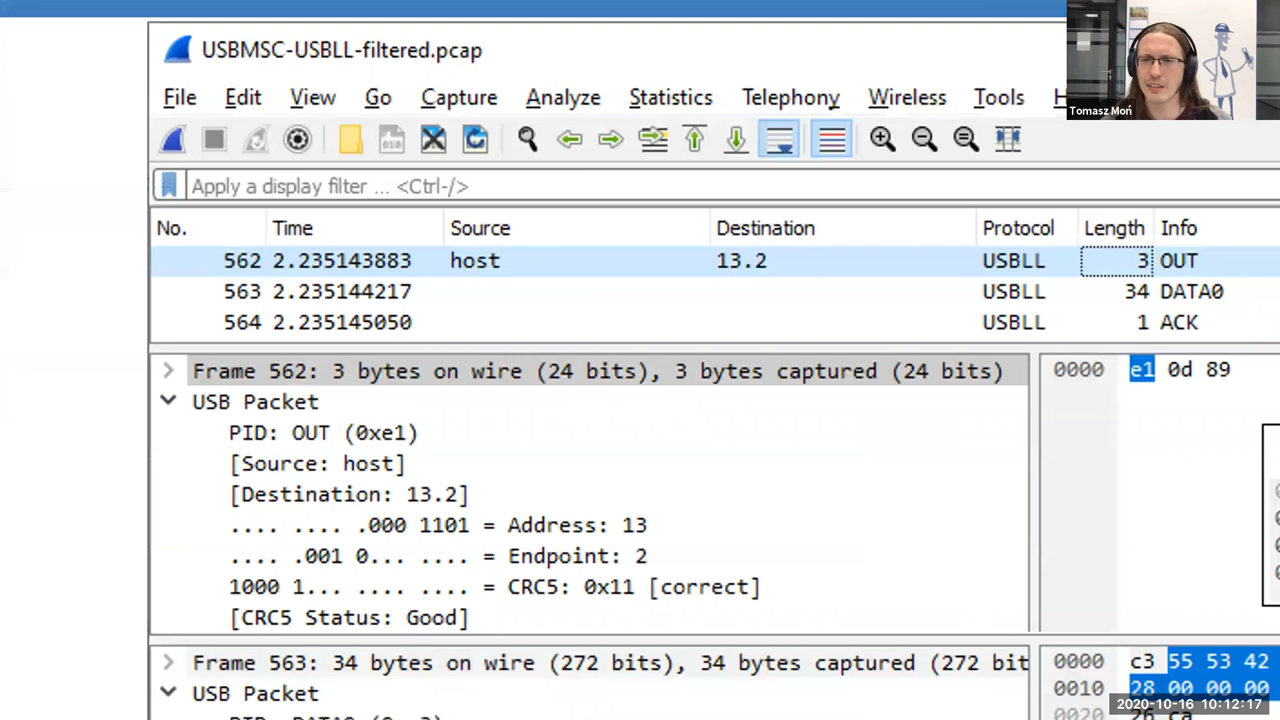 USBMSC-USBLL-filtered.pcap
File Edit View Go Capture Analyze Statistics Telephony Wireless Tools H
Tomasz Moń
Apply a display filter ... <Ctrl-/>
No. Time Source Destination Protocol Length Info
562 2.235143883 host 13.2 USBLL 3 OUT
563 2.235144217 USBLL 34 DATA0
564 2.235145050 USBLL 1 ACK
Frame 562: 3 bytes on wire (24 bits), 3 bytes captured (24 bits)
USB Packet
PID: OUT (0xe1)
[Source: host]
[Destination: 13.2]
.... .... .000 1101 = Address: 13
.... .001 0... .... = Endpoint: 2
1000 1... .... .... = CRC5: 0x11 [correct]
[CRC5 Status: Good]
0000 e1 0d 89
Frame 563: 34 bytes on wire (272 bits), 34 bytes captured (272 bit
USB Packet
0000 c3 55 53 42
0010 28 00 00 00
2020-10-16 10:12:17